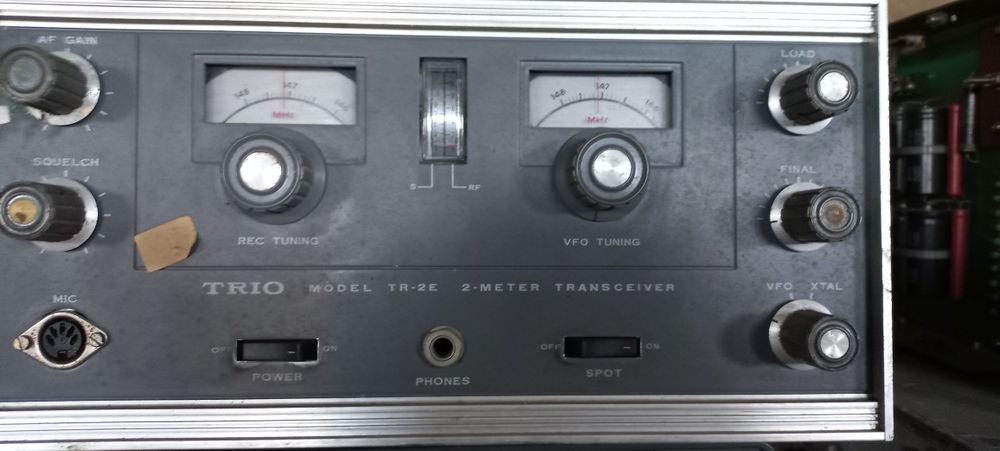 AF GAIN
LOAD
148 147 146
MHz
148 147 146
MHz
SQUELCH
FINAL
S RF
REC TUNING
VFO TUNING
TRIO MODEL TR-2E 2-METER TRANSCEIVER
VFO XTAL
MIC
OFF ON
POWER
PHONES
OFF ON
SPOT